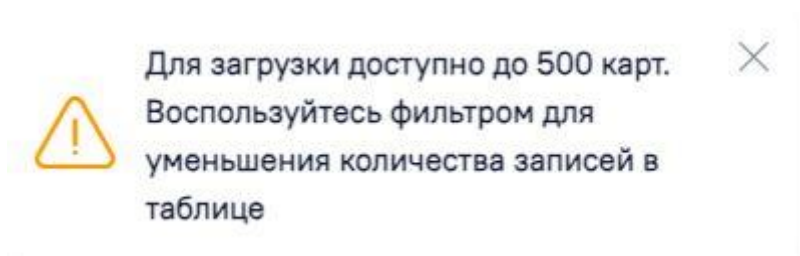 Для загрузки доступно до 500 карт.
Воспользуйтесь фильтром для
уменьшения количества записей в
таблице